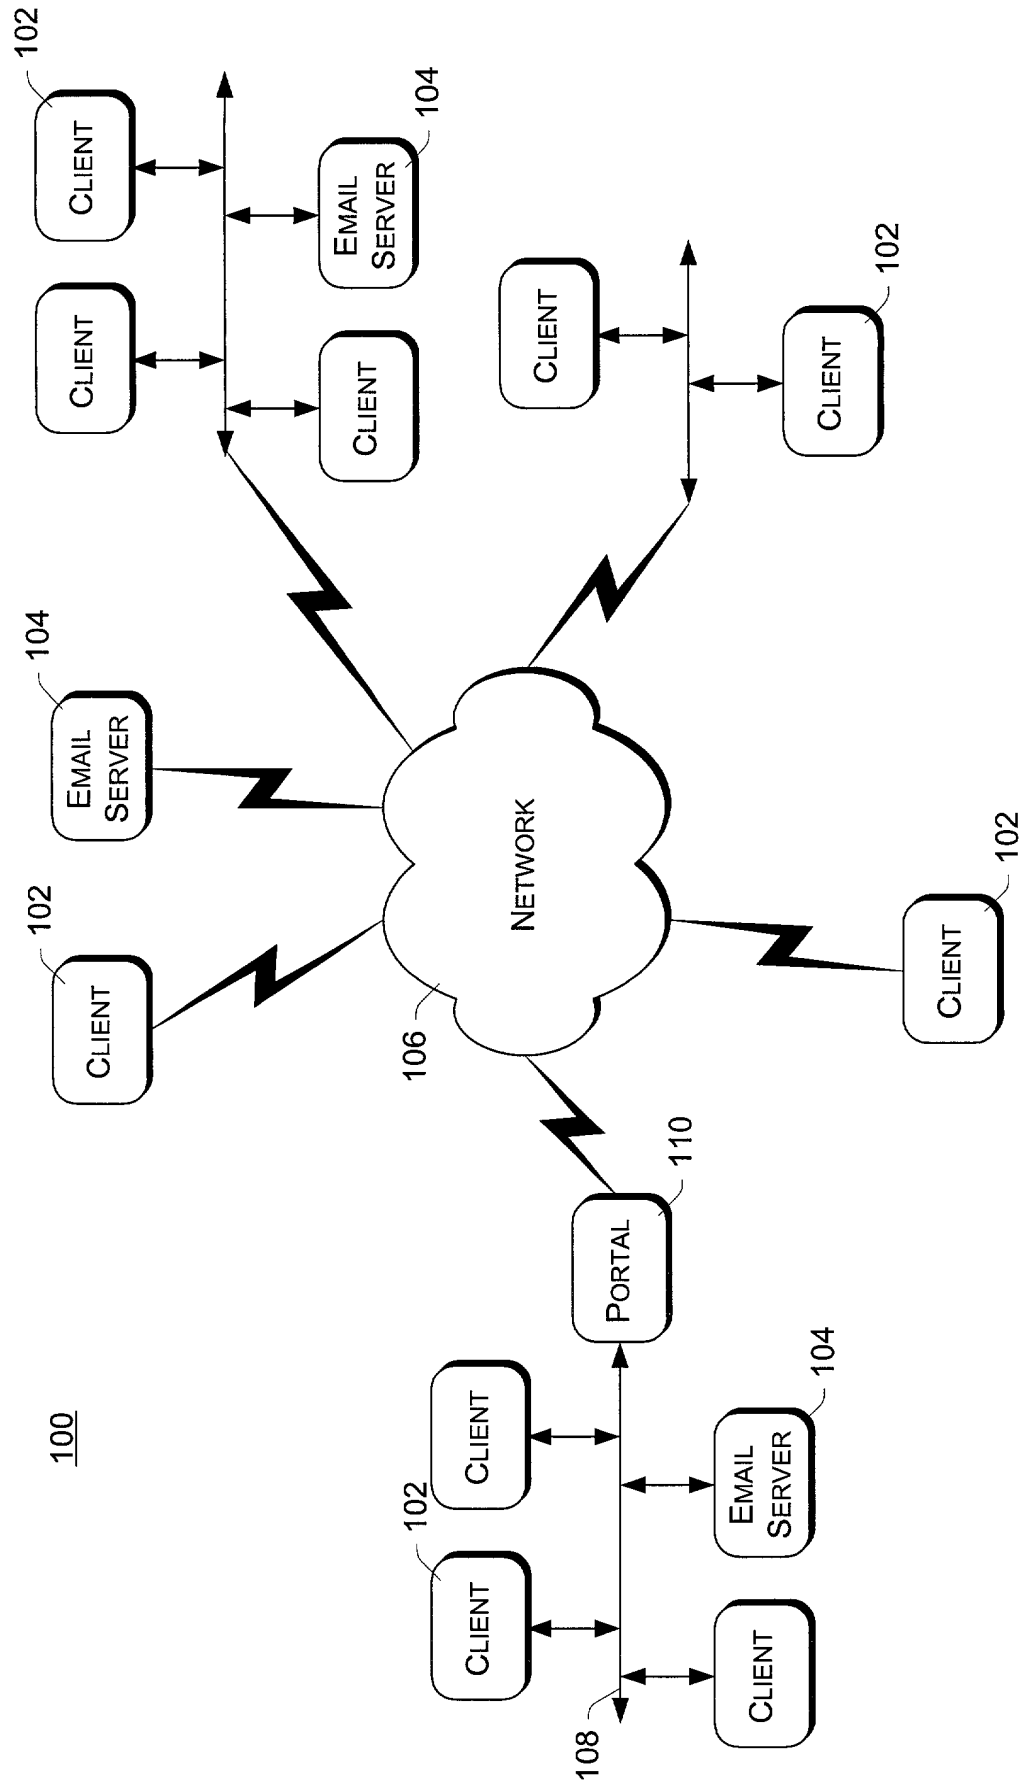 102
104
102
100
CLIENT
CLIENT
EMAIL
SERVER
CLIENT
EMAIL
SERVER
CLIENT
104
106
102
CLIENT
CLIENT
NETWORK
CLIENT
108
PORTAL
110
EMAIL
SERVER
CLIENT
104
CLIENT
102
CLIENT
102